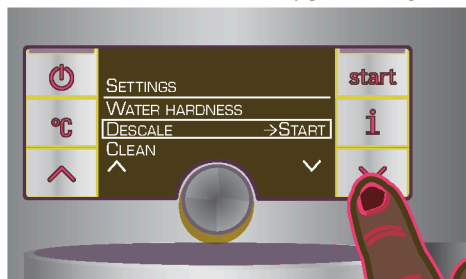 SETTINGS
start
WATER HARDNESS
°C
DESCALE →START
i
CLEAN